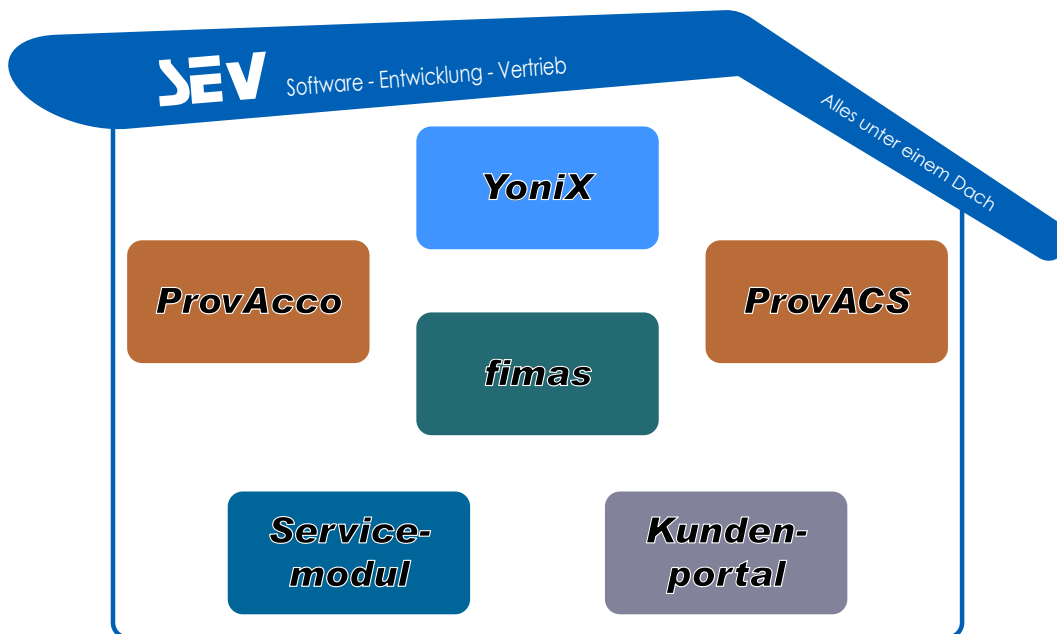 SEV Software - Entwicklung - Vertrieb
Alles unter einem Dach
YoniX
ProvAcco
ProvACS
fimas
Service-
modul
Kunden-
portal